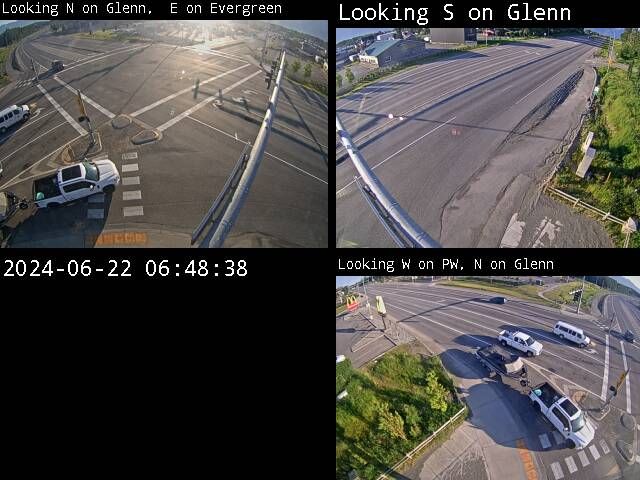 Looking N on Glenn,  E on Evergreen
Looking S on Glenn
2024-06-22 06:48:38
Looking W on PW, N on Glenn